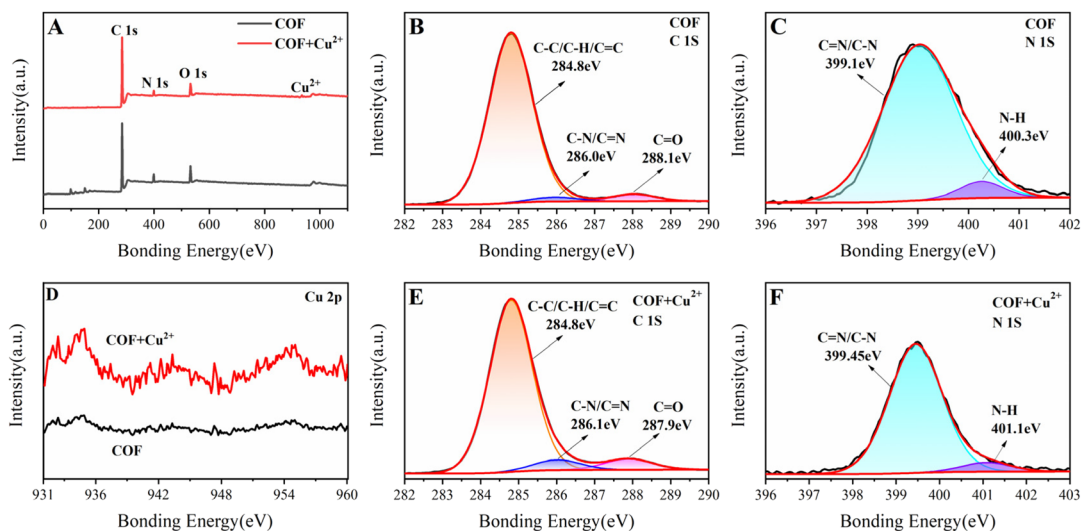 A
COF
COF+Cu²⁺
C 1s
N 1s
O 1s
Cu²⁺
Intensity(a.u.)
0 200 400 600 800 1000
Bonding Energy(eV)
B
COF
C 1S
C-C/C-H/C=C
284.8eV
C-N/C=N
286.0eV
C=O
288.1eV
Intensity(a.u.)
282 283 284 285 286 287 288 289 290
Bonding Energy(eV)
C
COF
N 1S
C=N/C-N
399.1eV
N-H
400.3eV
Intensity(a.u.)
396 397 398 399 400 401 402
Bonding Energy(eV)
D
Cu 2p
COF+Cu²⁺
COF
Intensity(a.u.)
931 936 942 948 954 960
Bonding Energy(eV)
E
COF+Cu²⁺
C 1S
C-C/C-H/C=C
284.8eV
C-N/C=N
286.1eV
C=O
287.9eV
Intensity(a.u.)
282 283 284 285 286 287 288 289 290
Bonding Energy(eV)
F
COF+Cu²⁺
N 1S
C=N/C-N
399.45eV
N-H
401.1eV
Intensity(a.u.)
396 397 398 399 400 401 402 403
Bonding Energy(eV)